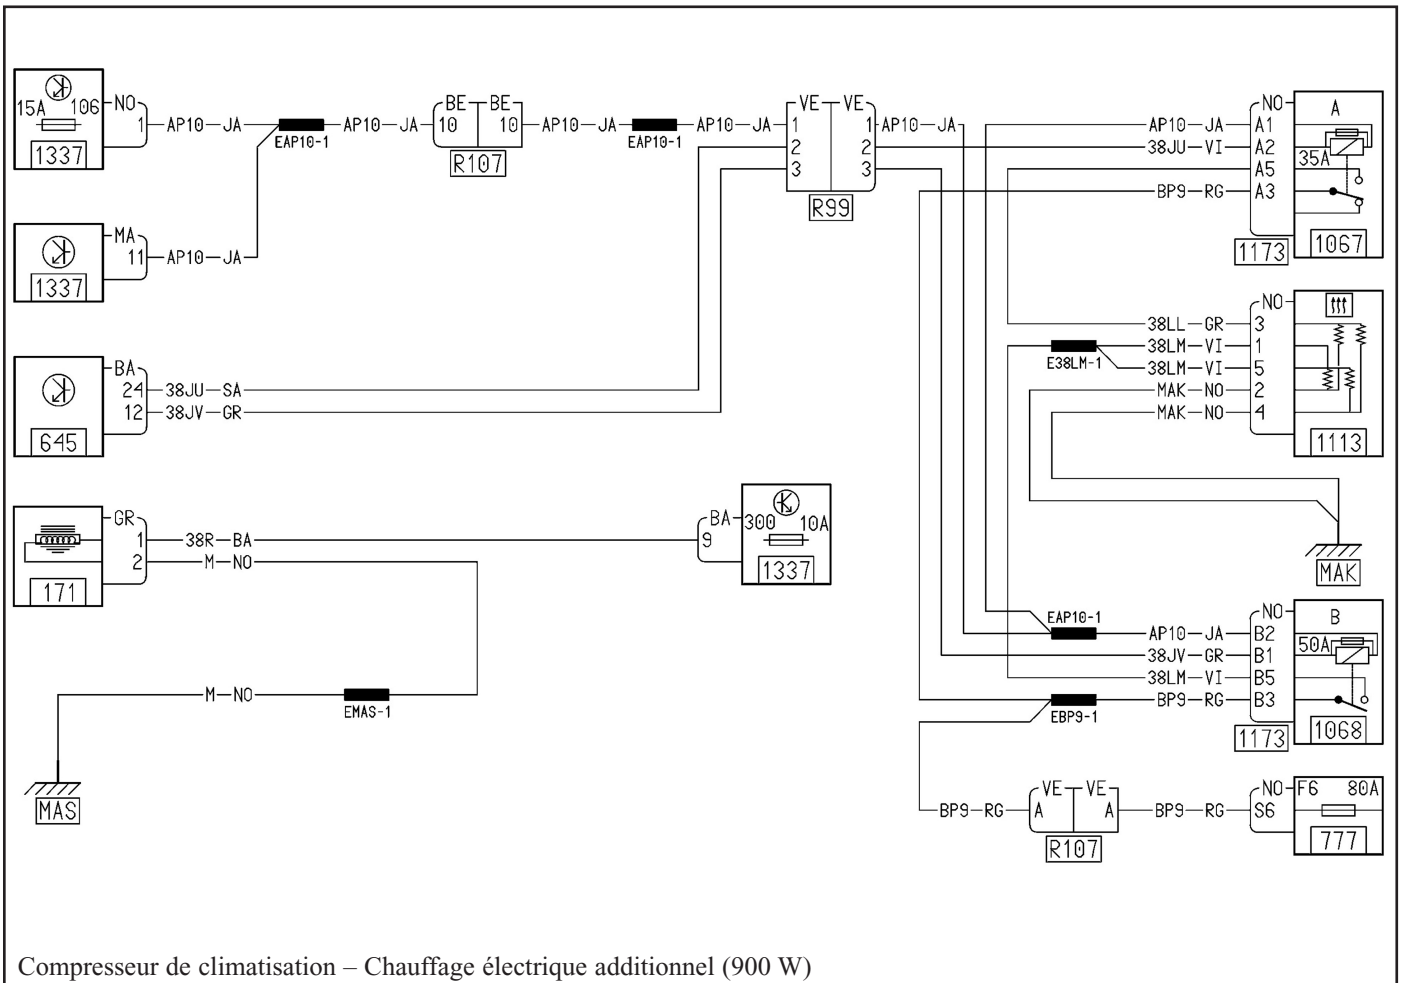 15A 106 NO
1 AP10 JA EAP10-1 AP10 JA
1337
BE BE
10 10
R107
AP10 JA EAP10-1 AP10 JA
VE VE
1 1 AP10 JA
2 2
3 3
R99
NO A
AP10 JA A1
38JU VI A2
35A
A5
BP9 RG A3
1173 1067
MA
11 AP10 JA
1337
NO
38LL GR 3
E38LM-1 38LM VI 1
38LM VI 5
MAK NO 2
MAK NO 4
1113
MAK
BA
24 38JU SA
12 38JV GR
645
GR
1 38R BA
2 M NO
171
BA 300 10A
9
1337
M NO
EMAS-1
MAS
NO B
EAP10-1 AP10 JA B2
50A
38JV GR B1
38LM VI B5
EBP9-1 BP9 RG B3
1173 1068
BP9 RG
VE VE
A A
R107
BP9 RG
NO F6 80A
S6
777
Compresseur de climatisation – Chauffage électrique additionnel (900 W)